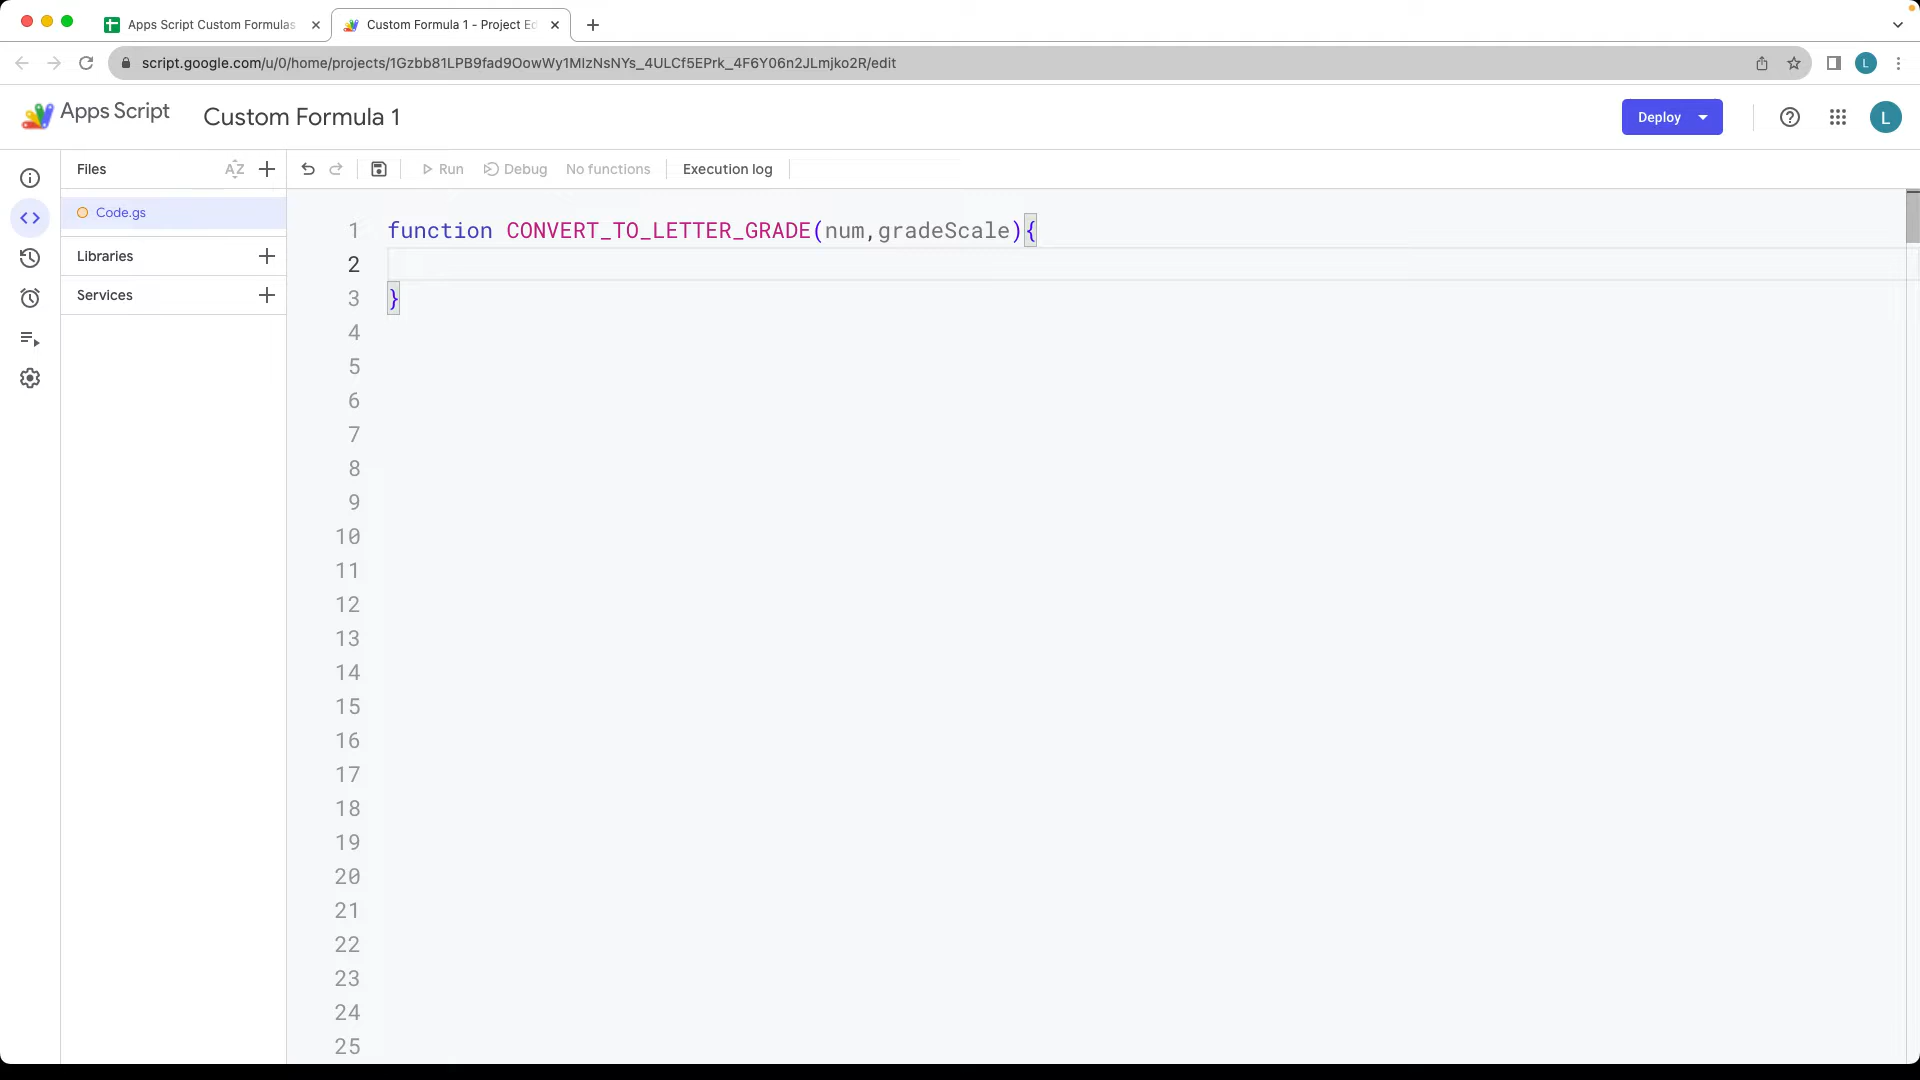 Apps Script Custom Formulas
Custom Formula 1 - Project Ed
script.google.com/u/0/home/projects/1Gzbb81LPB9fad9OowWy1MIzNsNYs_4ULCf5EPrk_4F6Y06n2JLmjko2R/edit
L
Apps Script
Custom Formula 1
Deploy
L
Files
AZ
Run
Debug
No functions
Execution log
Code.gs
Libraries
Services
1 function CONVERT_TO_LETTER_GRADE(num,gradeScale){
2
3 }
4
5
6
7
8
9
10
11
12
13
14
15
16
17
18
19
20
21
22
23
24
25